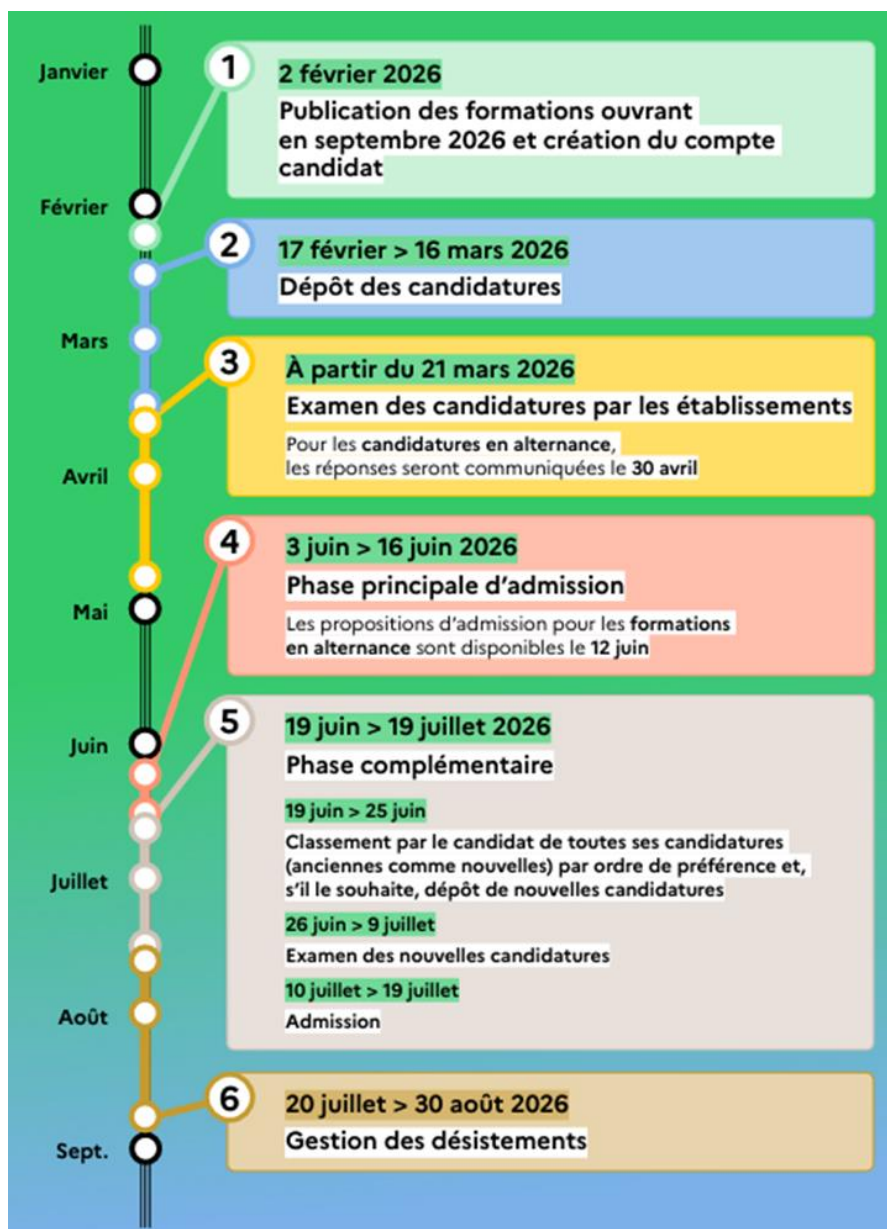 Janvier
1
2 février 2026
Publication des formations ouvrant
en septembre 2026 et création du compte
candidat
Février
2
17 février > 16 mars 2026
Dépôt des candidatures
Mars
3
À partir du 21 mars 2026
Examen des candidatures par les établissements
Pour les candidatures en alternance,
les réponses seront communiquées le 30 avril
Avril
4
3 juin > 16 juin 2026
Phase principale d'admission
Les propositions d'admission pour les formations
en alternance sont disponibles le 12 juin
Mai
Juin
5
19 juin > 19 juillet 2026
Phase complémentaire
19 juin > 25 juin
Classement par le candidat de toutes ses candidatures
(anciennes comme nouvelles) par ordre de préférence et,
s'il le souhaite, dépôt de nouvelles candidatures
Juillet
26 juin > 9 juillet
Examen des nouvelles candidatures
10 juillet > 19 juillet
Admission
Août
6
20 juillet > 30 août 2026
Gestion des désistements
Sept.